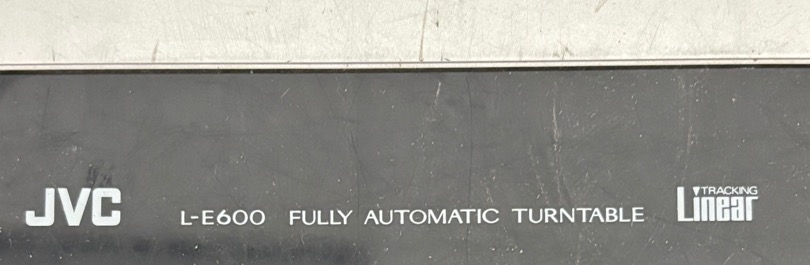 JVC L-E600 FULLY AUTOMATIC TURNTABLE Linear TRACKING